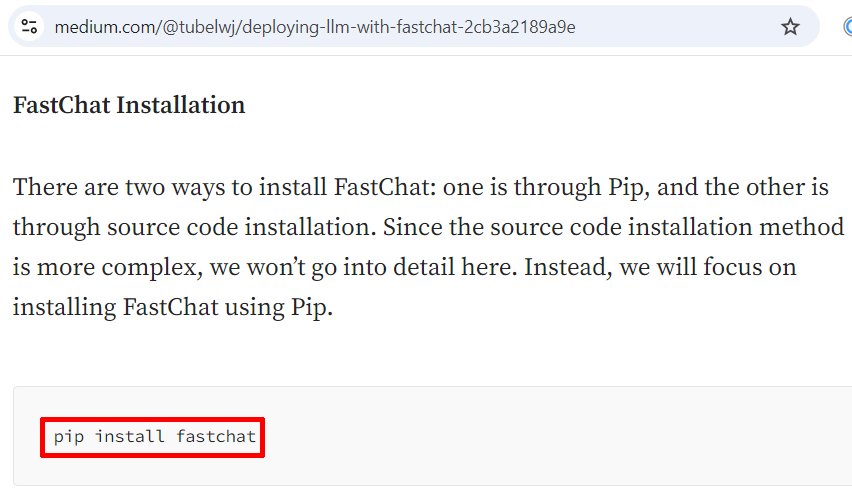 medium.com/@tubelwj/deploying-llm-with-fastchat-2cb3a2189a9e
FastChat Installation
There are two ways to install FastChat: one is through Pip, and the other is
through source code installation. Since the source code installation method
is more complex, we won’t go into detail here. Instead, we will focus on
installing FastChat using Pip.
pip install fastchat